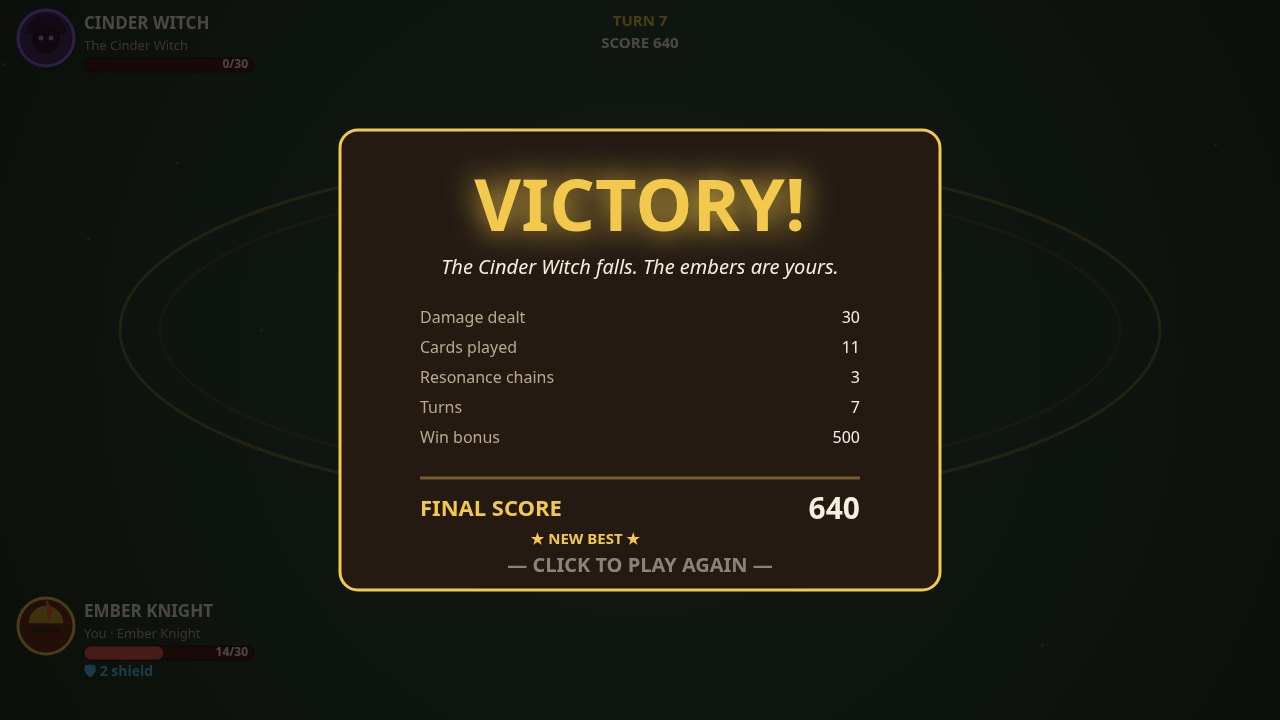 CINDER WITCH
The Cinder Witch
0/30
TURN 7
SCORE 640
VICTORY!
The Cinder Witch falls. The embers are yours.
Damage dealt 30
Cards played 11
Resonance chains 3
Turns 7
Win bonus 500
FINAL SCORE 640
★ NEW BEST ★
— CLICK TO PLAY AGAIN —
EMBER KNIGHT
You · Ember Knight
14/30
2 shield